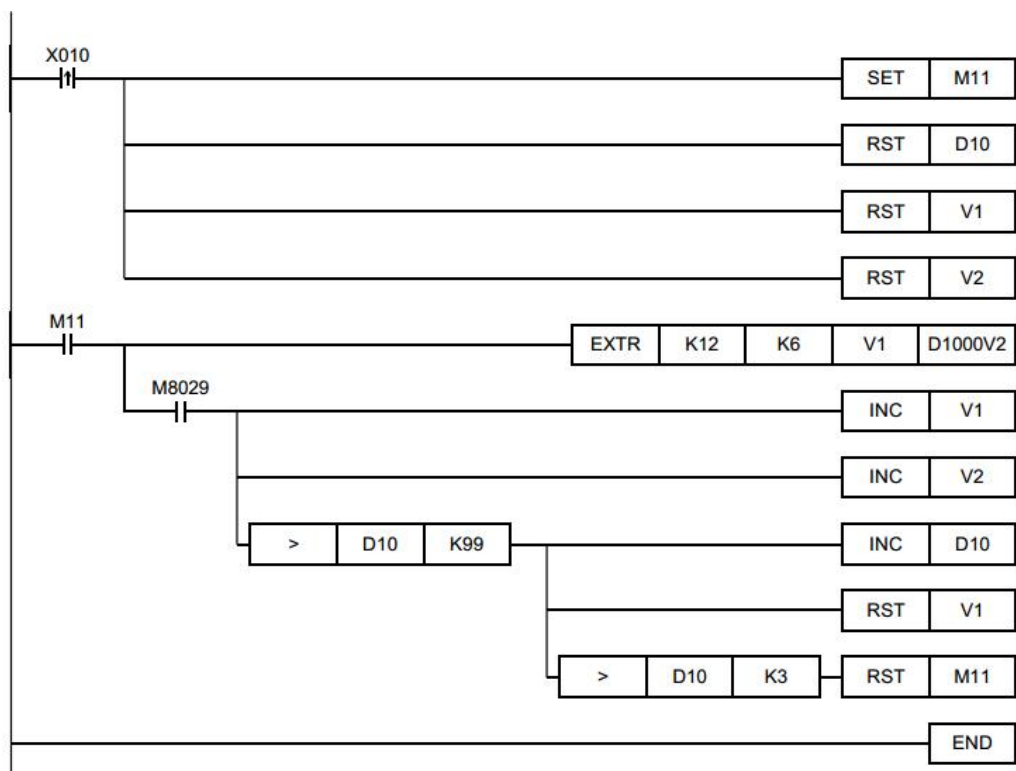 X010
SET M11
RST D10
RST V1
RST V2
M11
EXTR K12 K6 V1 D1000V2
M8029
INC V1
INC V2
> D10 K99 INC D10
RST V1
> D10 K3 RST M11
END